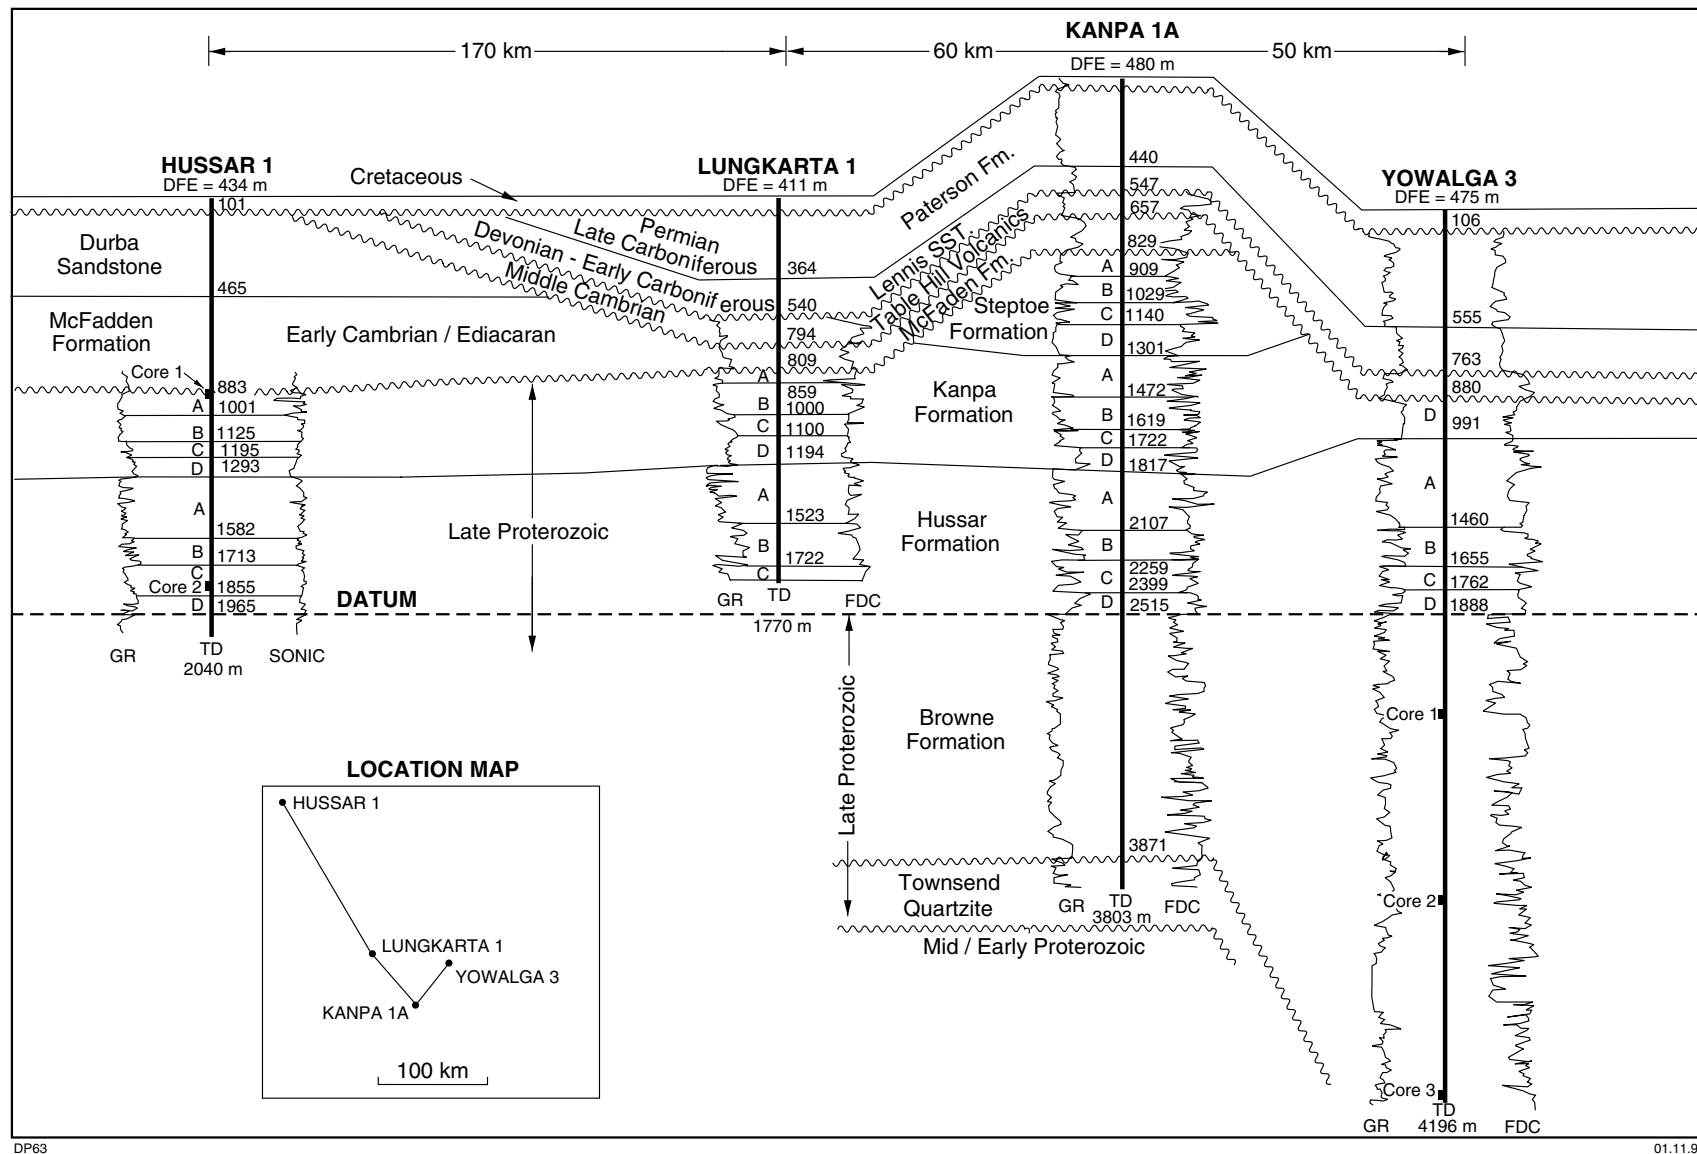 KANPA 1A
170 km
60 km
50 km
DFE = 480 m
HUSSAR 1
DFE = 434 m
Cretaceous
LUNGKARTA 1
DFE = 411 m
YOWALGA 3
DFE = 475 m
101
Durba
Sandstone
465
McFadden
Formation
Early Cambrian / Ediacaran
Permian
Late Carboniferous
Devonian - Early Carboniferous
Middle Cambrian
364
540
794
809
Paterson Fm.
Lennis SST.
Table Hill Volcanics
McFaden Fm.
Steptoe
Formation
Kanpa
Formation
Hussar
Formation
Browne
Formation
Townsend
Quartzite
Mid / Early Proterozoic
Late Proterozoic
Late Proterozoic
DATUM
Core 1
883
A
1001
B
1125
C
1195
D
1293
A
1582
B
1713
C
Core 2
1855
D
1965
GR
TD
2040 m
SONIC
A
859
B
1000
C
1100
D
1194
A
1523
B
1722
C
GR
TD
FDC
1770 m
440
547
657
829
A
909
B
1029
C
1140
D
1301
A
1472
B
1619
C
1722
D
1817
A
2107
B
2259
C
2399
D
2515
3871
GR
TD
3803 m
FDC
106
555
763
880
D
991
A
1460
B
1655
C
1762
D
1888
Core 1
Core 2
Core 3
GR
TD
4196 m
FDC
LOCATION MAP
HUSSAR 1
LUNGKARTA 1
YOWALGA 3
KANPA 1A
100 km
DP63
01.11.9